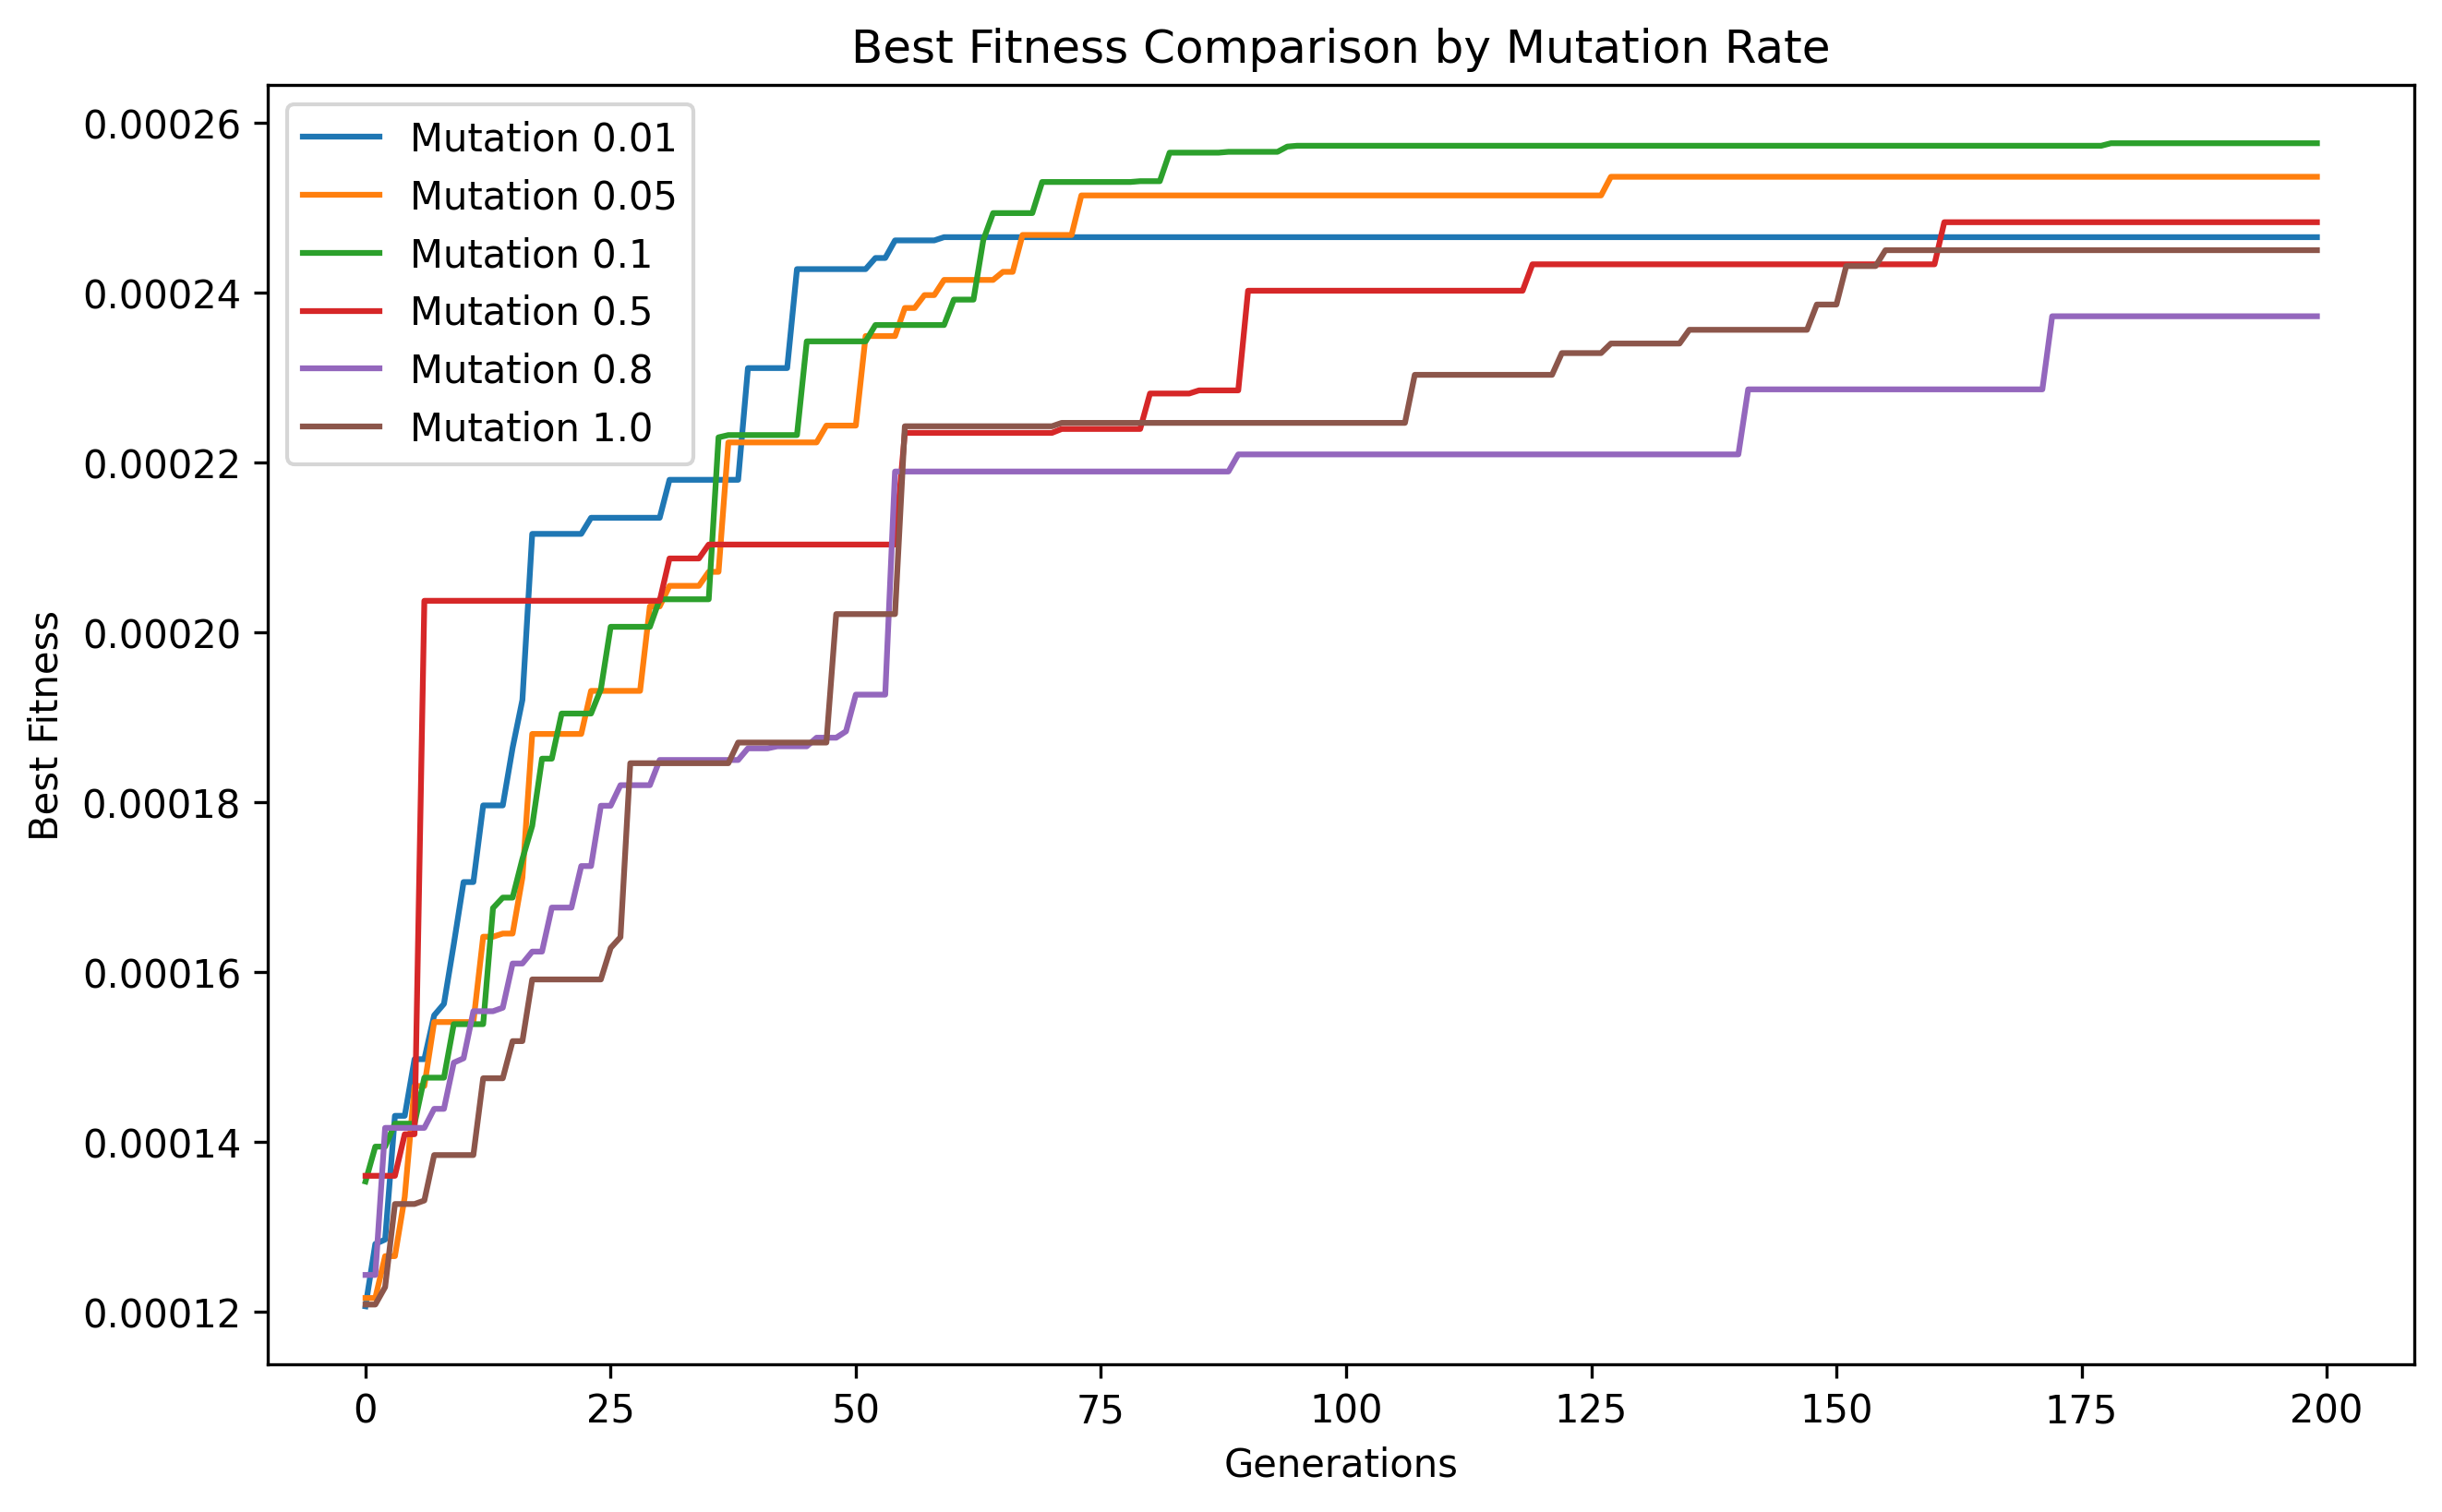 Best Fitness Comparison by Mutation Rate
0.00026
0.00024
0.00022
0.00020
0.00018
0.00016
0.00014
0.00012
Best Fitness
Mutation 0.01
Mutation 0.05
Mutation 0.1
Mutation 0.5
Mutation 0.8
Mutation 1.0
0 25 50 75 100 125 150 175 200
Generations